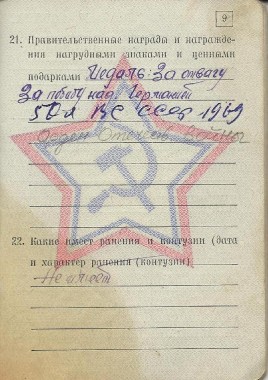 9
21. Правительственные награды и награжде-
ния нагрудными знаками и ценными
подарками Медаль: За отвагу
За победу над Германией
50 л ВС СССР 1969
Орден Отечеств. войны
22. Какие имеет ранения и контузии (дата
и характер ранения (контузии)
Не имеет